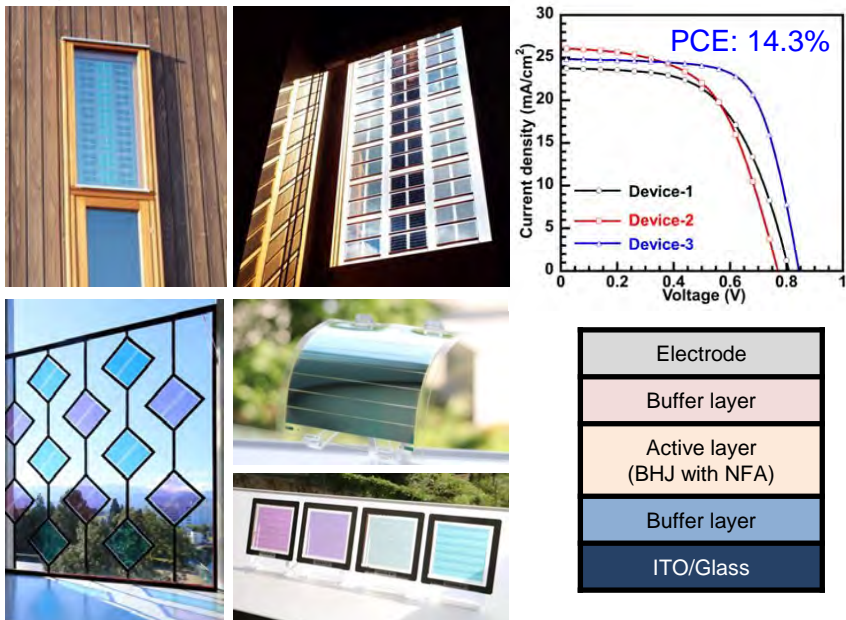 PCE: 14.3%
Current density (mA/cm²)
30
25
20
15
10
5
0
Device-1
Device-2
Device-3
0
0.2
0.4
0.6
0.8
1
Voltage (V)
Electrode
Buffer layer
Active layer
(BHJ with NFA)
Buffer layer
ITO/Glass